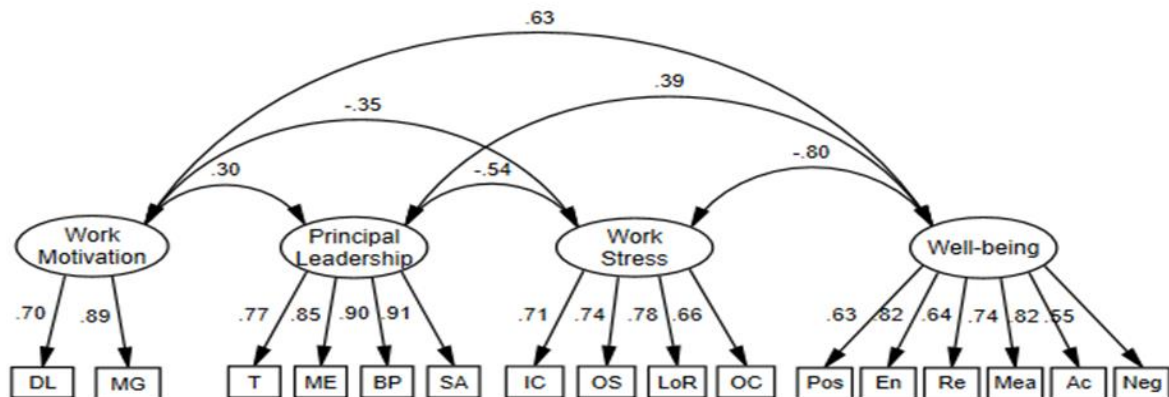 .63
.39
-.35
.30
-.54
-.80
Work
Motivation
Principal
Leadership
Work
Stress
Well-being
.70 .89 .77 .85 .90 .91 .71 .74 .78 .66 .63 .82 .64 .74 .82 .55
DL MG T ME BP SA IC OS LoR OC Pos En Re Mea Ac Neg